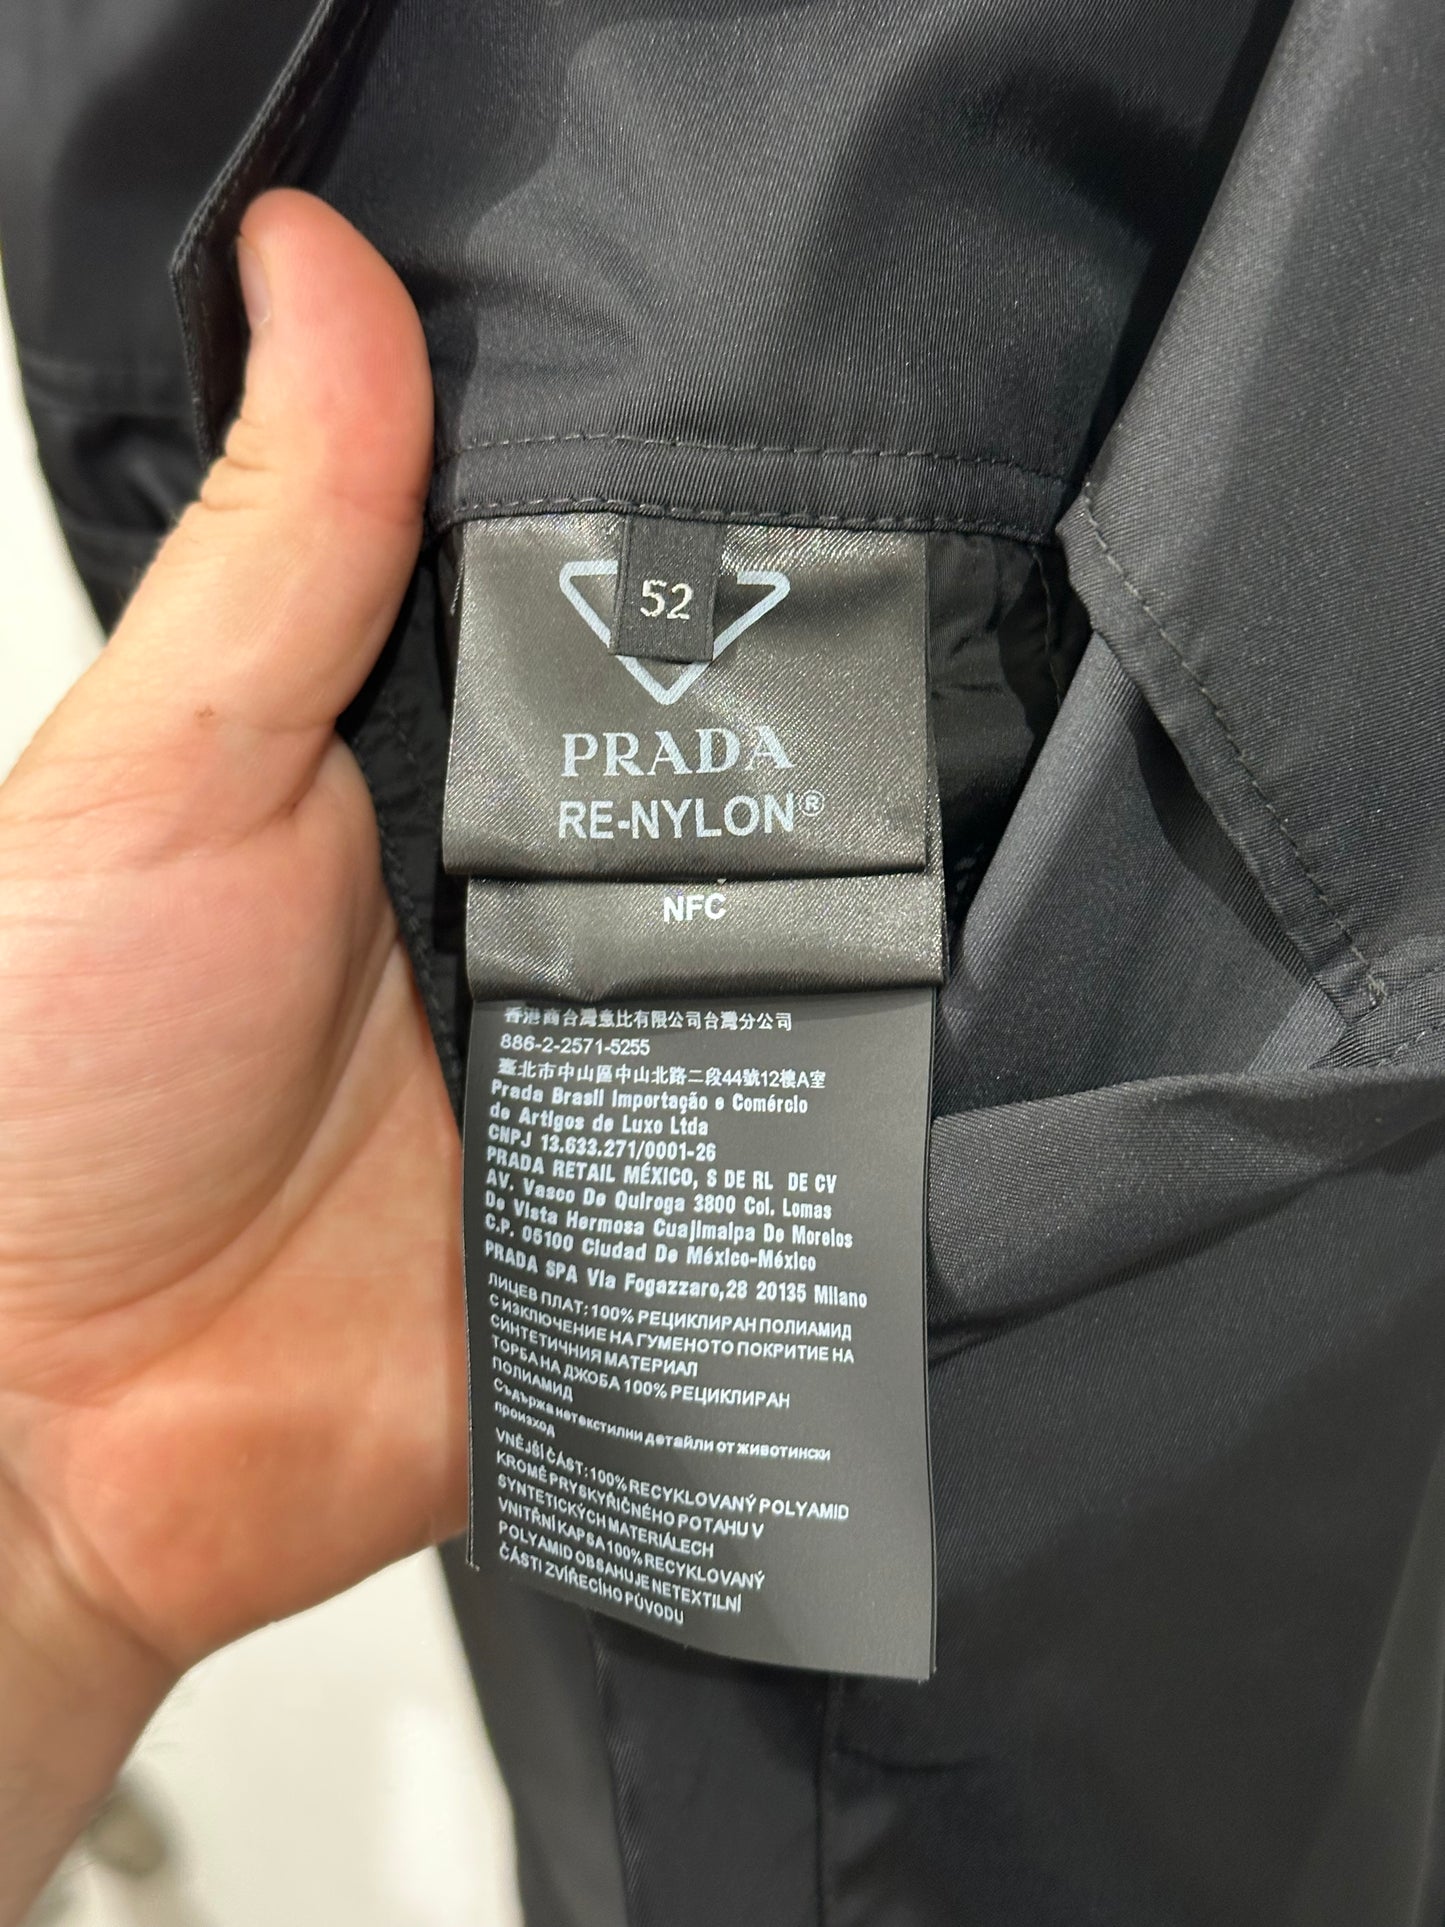 52
PRADA
RE-NYLON®
NFC
香港商台灣意比有限公司台灣分公司
886-2-2571-5255
臺北市中山區中山北路二段44號12樓A室
Prada Brasil Importação e Comércio
de Artigos de Luxo Ltda
CNPJ 13.633.271/0001-26
PRADA RETAIL MÉXICO, S DE RL DE CV
AV. Vasco De Quiroga 3800 Col. Lomas
De Vista Hermosa Cuajimalpa De Morelos
C.P. 05100 Ciudad De México-México
PRADA SPA Via Fogazzaro,28 20135 Milano
ЛИЦЕВ ПЛАТ:100% РЕЦИКЛИРАН ПОЛИАМИД
С ИЗКЛЮЧЕНИЕ НА ГУМЕНОТО ПОКРИТИЕ НА
СИНТЕТИЧНИЯ МАТЕРИАЛ
ТОРБА НА ДЖОБА 100% РЕЦИКЛИРАН
ПОЛИАМИД
Съдържа нетекстилни детайли от животински
произход
VNĚJŠÍ ČÁST:100% RECYKLOVANÝ POLYAMID
KROMĚ PRYSKYŘIČNÉHO POTAHU V
SYNTETICKÝCH MATERIÁLECH
VNITŘNÍ KAPSA 100% RECYKLOVANÝ
POLYAMID OBSAHUJE NETEXTILNÍ
ČÁSTI ZVÍŘECÍHO PŮVODU